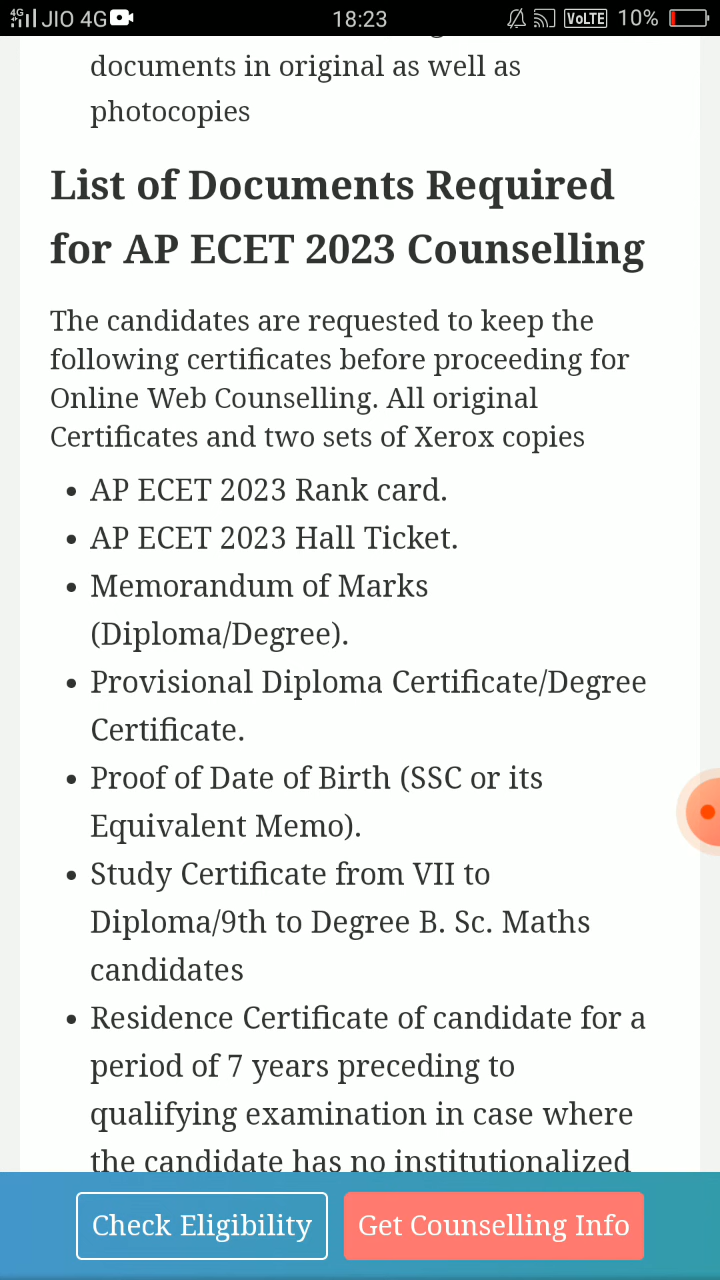 4G JIO 4G 18:23 VoLTE 10%
documents in original as well as
photocopies
List of Documents Required
for AP ECET 2023 Counselling
The candidates are requested to keep the
following certificates before proceeding for
Online Web Counselling. All original
Certificates and two sets of Xerox copies
• AP ECET 2023 Rank card.
• AP ECET 2023 Hall Ticket.
• Memorandum of Marks
(Diploma/Degree).
• Provisional Diploma Certificate/Degree
Certificate.
• Proof of Date of Birth (SSC or its
Equivalent Memo).
• Study Certificate from VII to
Diploma/9th to Degree B. Sc. Maths
candidates
• Residence Certificate of candidate for a
period of 7 years preceding to
qualifying examination in case where
the candidate has no institutionalized
Check Eligibility Get Counselling Info